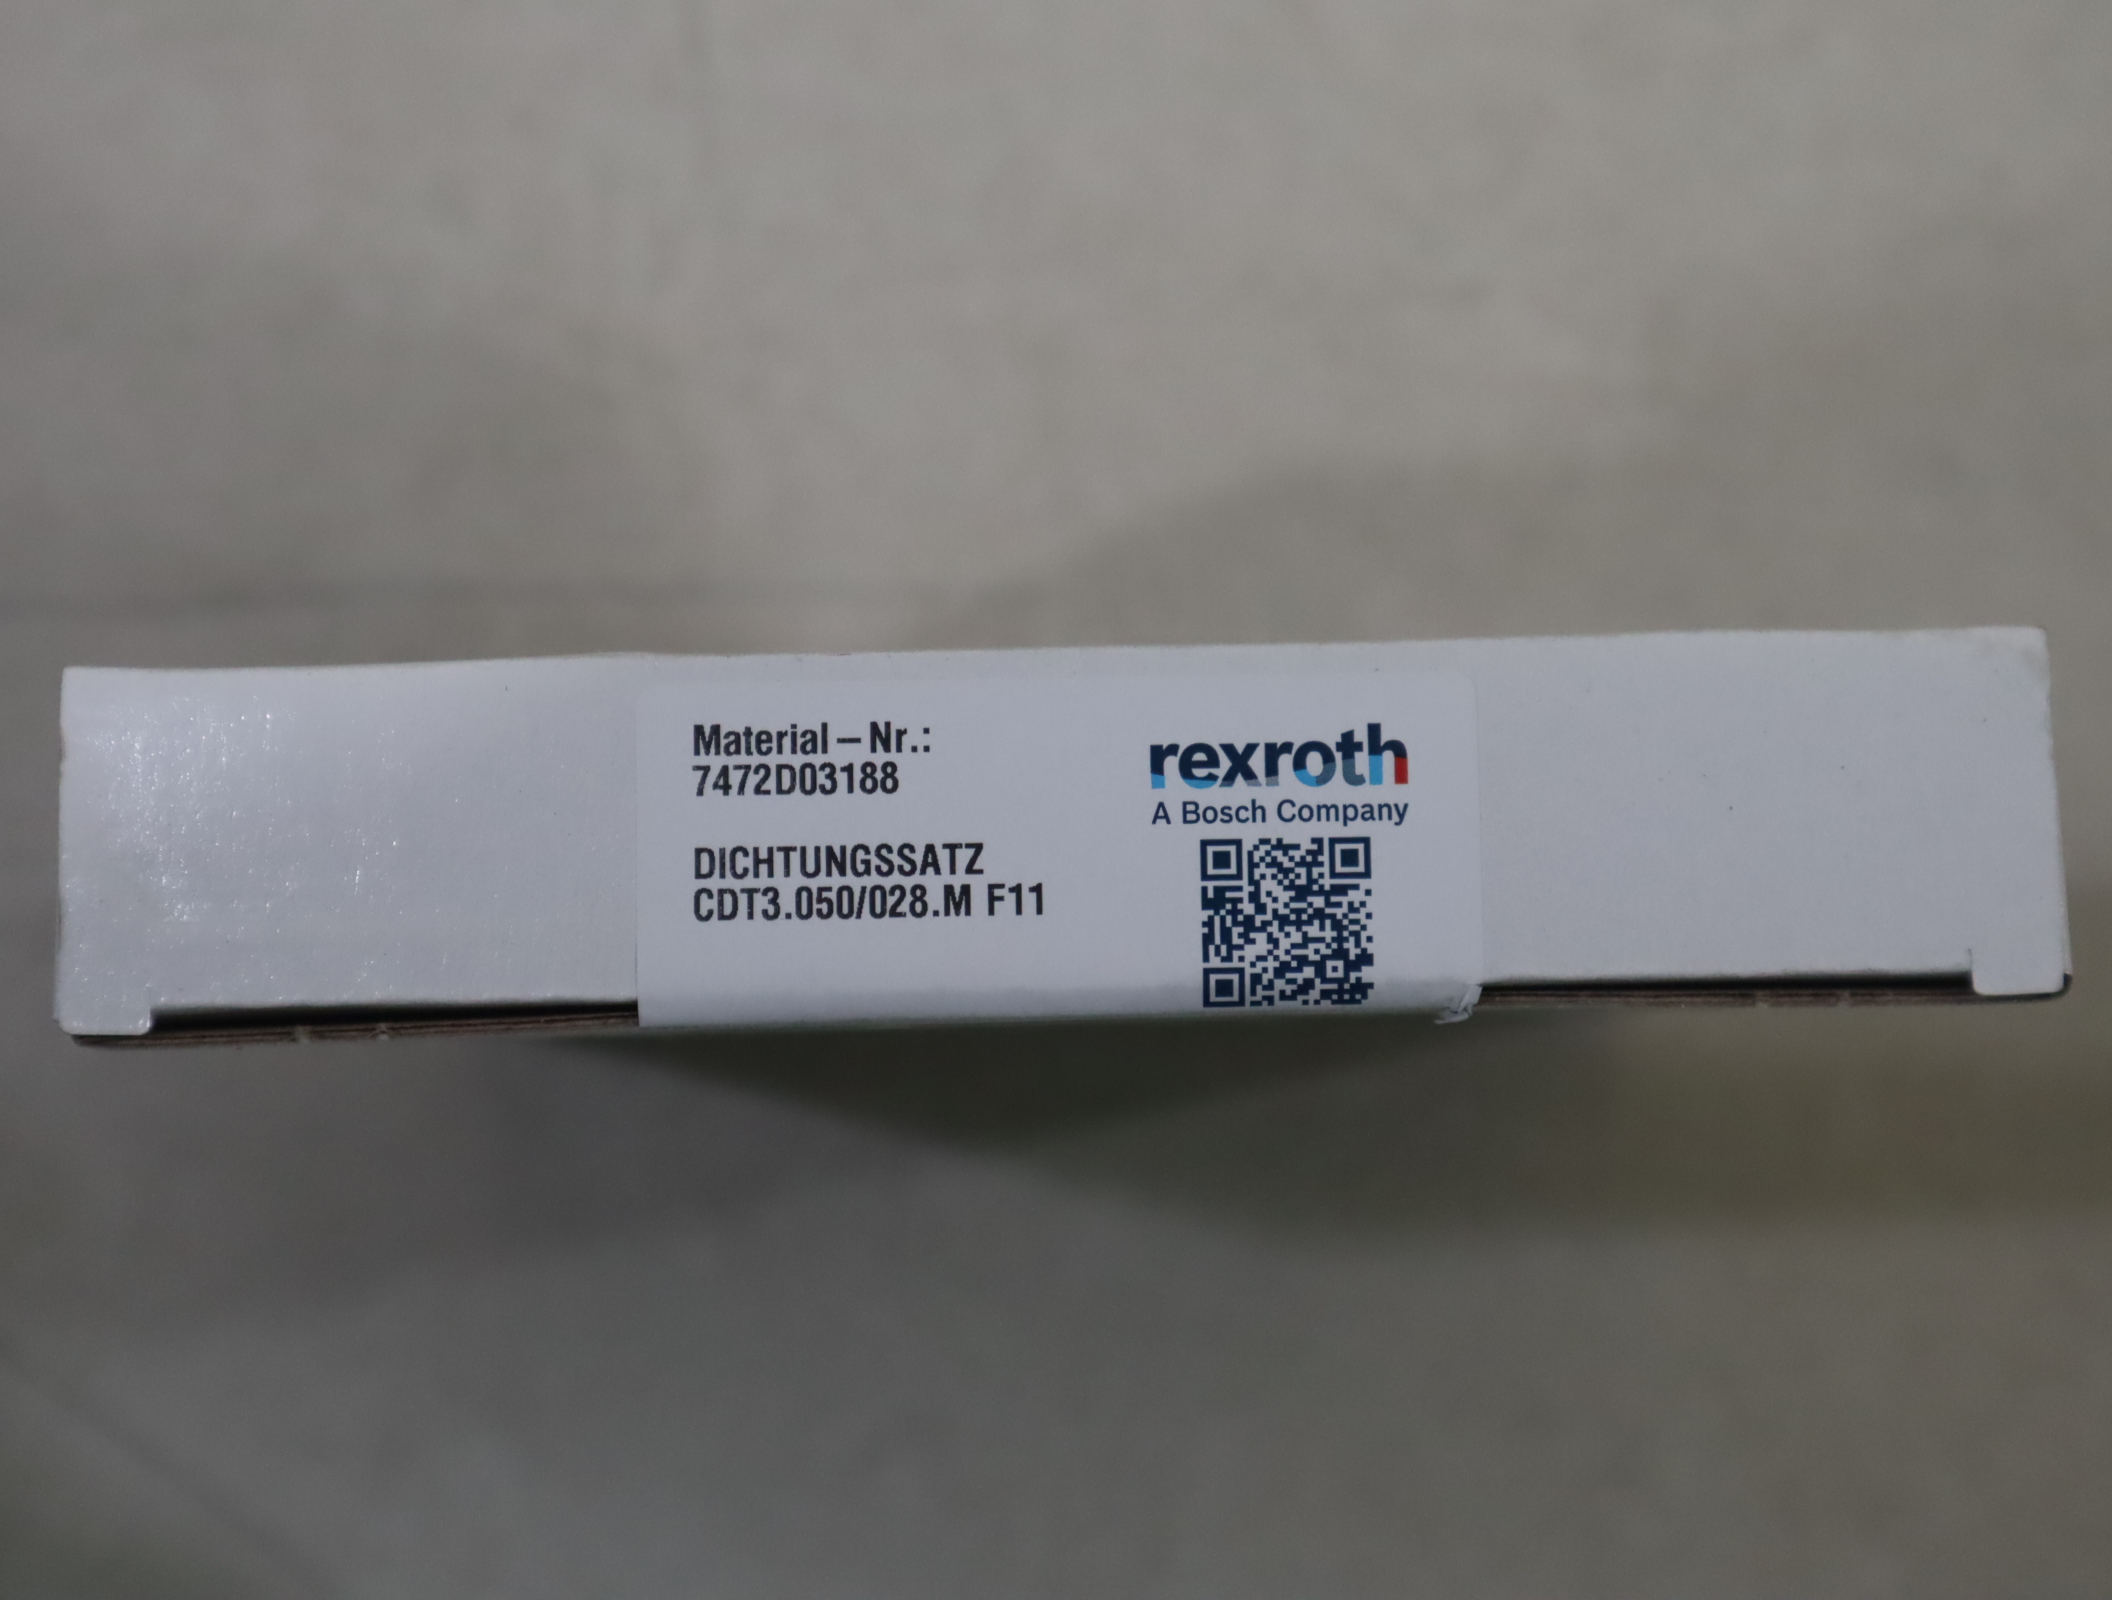 Material – Nr.:
7472D03188
DICHTUNGSSATZ
CDT3.050/028.M F11
rexroth
A Bosch Company